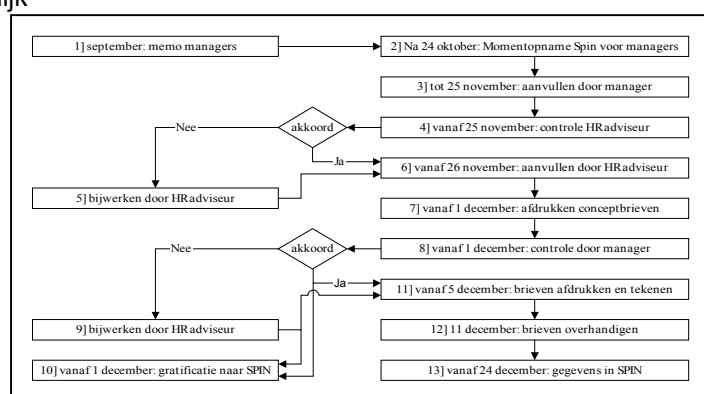 1] september: memo managers
2] Na 24 oktober: Momentopname Spin voor managers
3] tot 25 november: aanvullen door manager
Nee
akkoord
4] vanaf 25 november: controle HRadviseur
Ja
6] vanaf 26 november: aanvullen door HRadviseur
5] bijwerken door HRadviseur
7] vanaf 1 december: afdrukken conceptbrieven
Nee
akkoord
8] vanaf 1 december: controle door manager
Ja
11] vanaf 5 december: brieven afdrukken en tekenen
9] bijwerken door HRadviseur
12] 11 december: brieven overhandigen
10] vanaf 1 december: gratificatie naar SPIN
13] vanaf 24 december: gegevens in SPIN